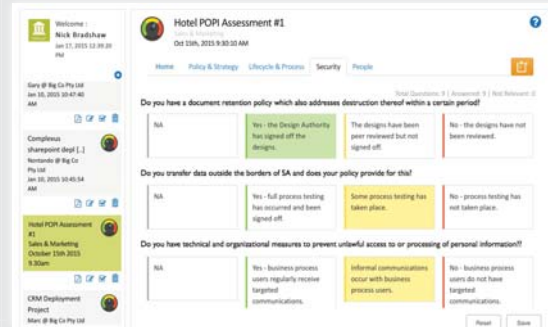 Welcome :
Nick Bradshaw
Jan 17, 2015 12:39:20
PM
Gary @ Big Co Pty Ltd
Jan 10, 2015 10:47:40
AM
Complexus
sharepoint depl [..]
Nontando @ Big Co
Pty Ltd
Jan 10, 2015 10:45:54
AM
Hotel POPI Assessment
#1
Sales & Marketing
October 15th 2015
9.30am
CRM Deployment
Project
Marc @ Big Co Pty Ltd
Hotel POPI Assessment #1
Sales & Marketing
Oct 15th, 2015 9:30:10 AM
Home Policy & Strategy Lifecycle & Process Security People
Total Questions: 9 | Answered: 9 | Not Relevant: 0
Do you have a document retention policy which also addresses destruction thereof within a certain period?
NA
Yes - the Design Authority
has signed off the
designs.
The designs have been
peer reviewed but not
signed off.
No - the designs have not
been reviewed.
Do you transfer data outside the borders of SA and does your policy provide for this?
NA
Yes - full process testing
has occurred and been
signed off.
Some process testing has
taken place.
No - process testing has
not taken place.
Do you have technical and organizational measures to prevent unlawful access to or processing of personal information??
NA
Yes - business process
users regularly receive
targeted
communications.
Informal communications
occur with business
process users.
No - business process
users do not have
targeted
communications.
Reset Save